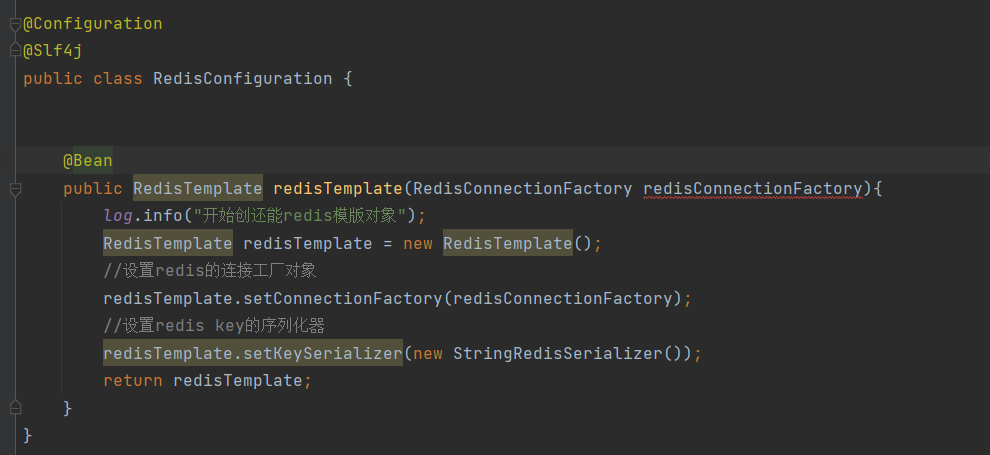 @Configuration
@Slf4j
public class RedisConfiguration {
@Bean
public RedisTemplate redisTemplate(RedisConnectionFactory redisConnectionFactory){
log.info("开始创还能redis模版对象");
RedisTemplate redisTemplate = new RedisTemplate();
//设置redis的连接工厂对象
redisTemplate.setConnectionFactory(redisConnectionFactory);
//设置redis key的序列化器
redisTemplate.setKeySerializer(new StringRedisSerializer());
return redisTemplate;
}
}